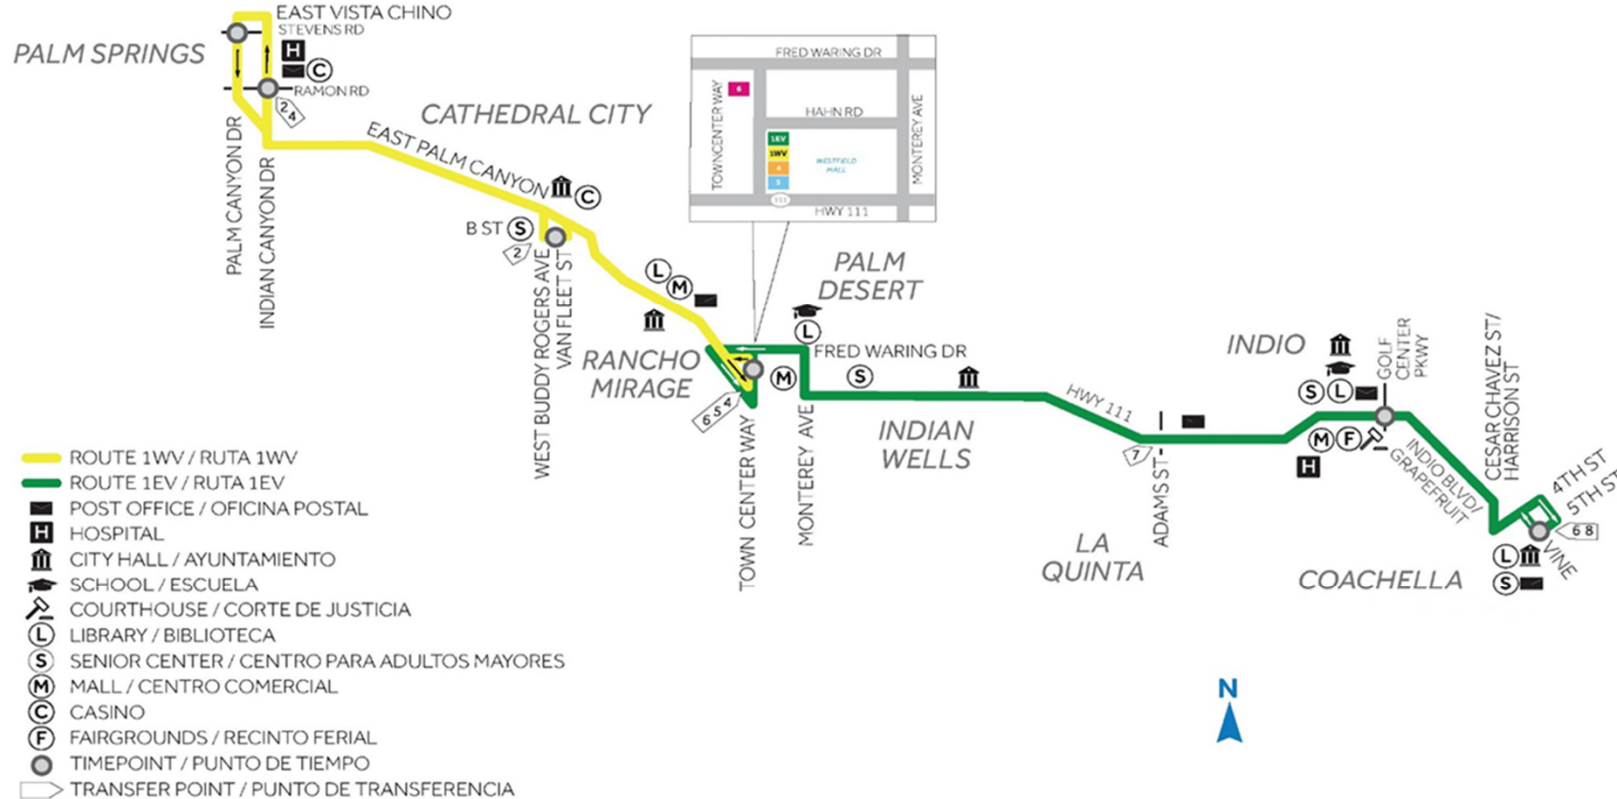 EAST VISTA CHINO
STEVENS RD
PALM SPRINGS
H
C
RAMON RD
2 4
PALM CANYON DR
INDIAN CANYON DR
CATHEDRAL CITY
EAST PALM CANYON
C
B ST
S
2
WEST BUDDY ROGERS AVE
VAN FLEET ST
L
M
RANCHO
MIRAGE
FRED WARING DR
TOWNCENTER WAY
6
HAHN RD
MONTEREY AVE
1EV
1WV
4
5
WESTFIELD
MALL
111
HWY 111
PALM
DESERT
L
FRED WARING DR
M
S
6 5 4
TOWN CENTER WAY
MONTEREY AVE
INDIAN
WELLS
HWY 111
7
ADAMS ST
LA
QUINTA
INDIO
GOLF
CENTER
PKWY
S
L
M
F
H
INDIO BLVD/
GRAPEFRUIT
CESAR CHAVEZ ST/
HARRISON ST
4TH ST
5TH ST
6 8
VINE
L
S
COACHELLA
ROUTE 1WV / RUTA 1WV
ROUTE 1EV / RUTA 1EV
POST OFFICE / OFICINA POSTAL
H HOSPITAL
CITY HALL / AYUNTAMIENTO
SCHOOL / ESCUELA
COURTHOUSE / CORTE DE JUSTICIA
L LIBRARY / BIBLIOTECA
S SENIOR CENTER / CENTRO PARA ADULTOS MAYORES
M MALL / CENTRO COMERCIAL
C CASINO
F FAIRGROUNDS / RECINTO FERIAL
TIMEPOINT / PUNTO DE TIEMPO
TRANSFER POINT / PUNTO DE TRANSFERENCIA
N